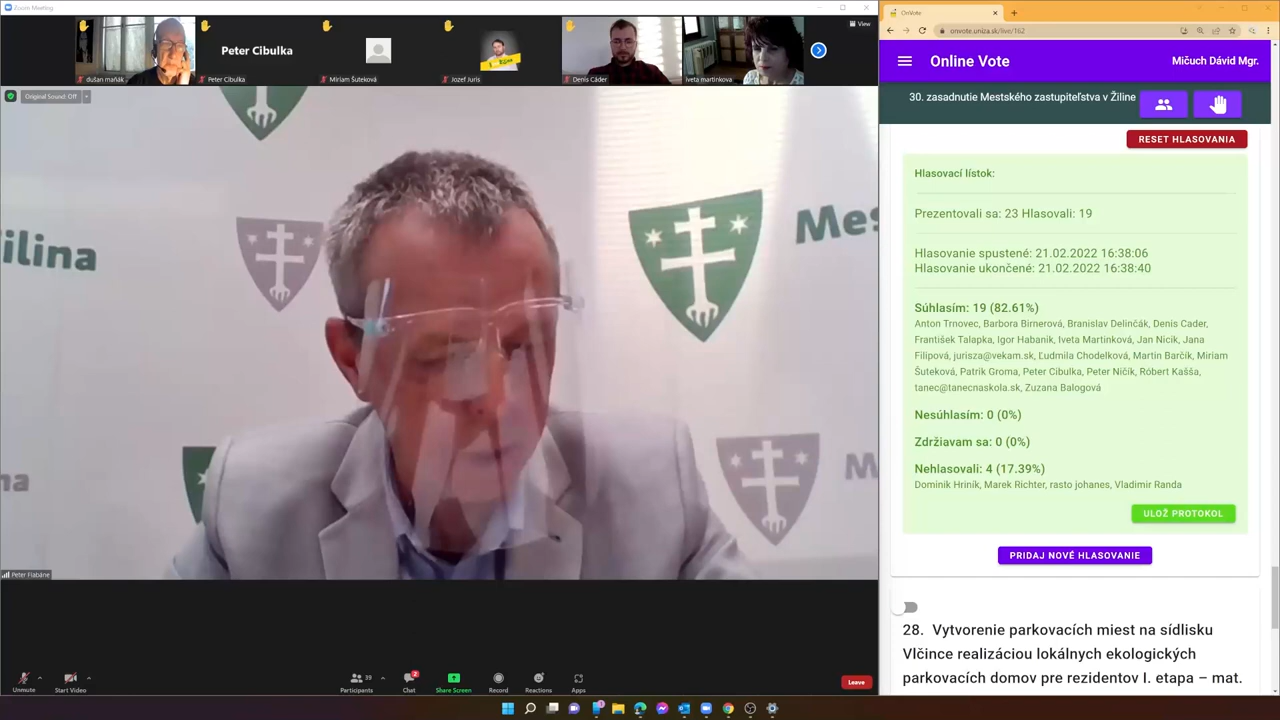 Zoom Meeting
View
dušan maňák
Peter Cibulka
Peter Cibulka
Miriam Šuteková
Jozef Juriš
Denis Cáder
iveta martinkova
Original Sound: Off
ilina
Mes
Peter Fiabáne
Unmute
Start Video
39
Participants
2
Chat
Share Screen
Record
Reactions
Apps
Leave
OnVote
onvote.uniza.sk/live/162
Online Vote
Mičuch Dávid Mgr.
30. zasadnutie Mestského zastupiteľstva v Žiline
RESET HLASOVANIA
Hlasovací lístok:
Prezentovali sa: 23 Hlasovali: 19
Hlasovanie spustené: 21.02.2022 16:38:06
Hlasovanie ukončené: 21.02.2022 16:38:40
Súhlasím: 19 (82.61%)
Anton Trnovec, Barbora Birnerová, Branislav Delinčák, Denis Cader,
František Talapka, Igor Habanik, Iveta Martinková, Jan Nicík, Jana
Filipová, jurisza@vekam.sk, Ľudmila Chodelková, Martin Barčík, Miriam
Šuteková, Patrik Groma, Peter Cibulka, Peter Ničík, Róbert Kašša,
tanec@tanecnaskola.sk, Zuzana Balogová
Nesúhlasím: 0 (0%)
Zdržiavam sa: 0 (0%)
Nehlasovali: 4 (17.39%)
Dominik Hriník, Marek Richter, rasto johanes, Vladimir Randa
ULOŽ PROTOKOL
PRIDAJ NOVÉ HLASOVANIE
28. Vytvorenie parkovacích miest na sídlisku
Vlčince realizáciou lokálnych ekologických
parkovacích domov pre rezidentov I. etapa – mat.